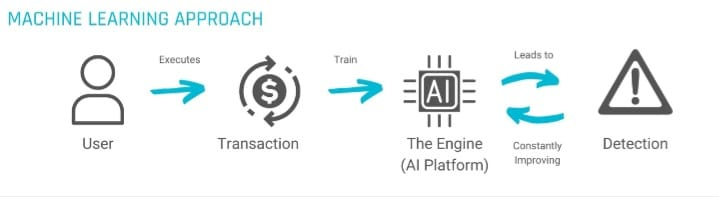 MACHINE LEARNING APPROACH
Executes
Train
Leads to
$
AI
User
Transaction
The Engine
(AI Platform)
Constantly
Improving
Detection